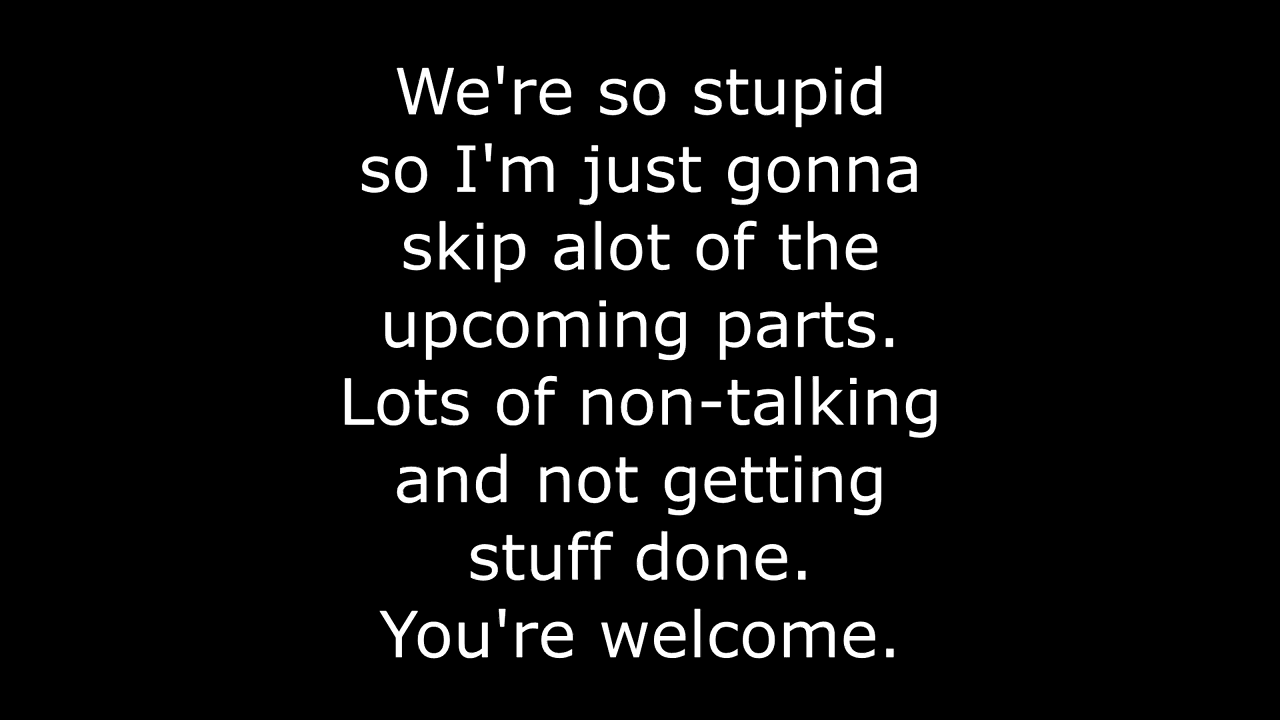 We're so stupid
so I'm just gonna
skip alot of the
upcoming parts.
Lots of non-talking
and not getting
stuff done.
You're welcome.